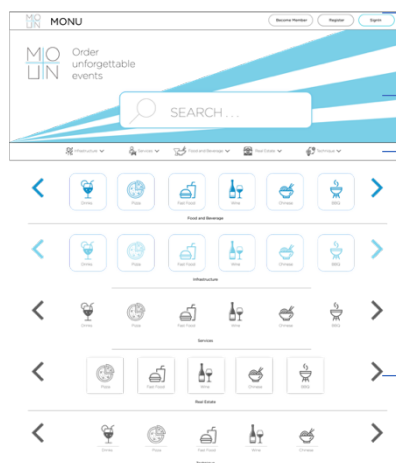 MO
UN
MONU
Become Member
Register
Signin
MO
UN
Order
unforgettable
events
SEARCH ...
Infrastructure
Services
Food and Beverage
Real Estate
Technique
Drinks
Pizza
Fast Food
Wine
Chinese
BBQ
Food and Beverage
Drinks
Pizza
Fast Food
Wine
Chinese
BBQ
Infrastructure
Drinks
Pizza
Fast Food
Wine
Chinese
BBQ
Services
Pizza
Fast Food
Wine
Chinese
BBQ
Real Estate
Drinks
Pizza
Fast Food
Wine
Chinese
BBQ
Technique